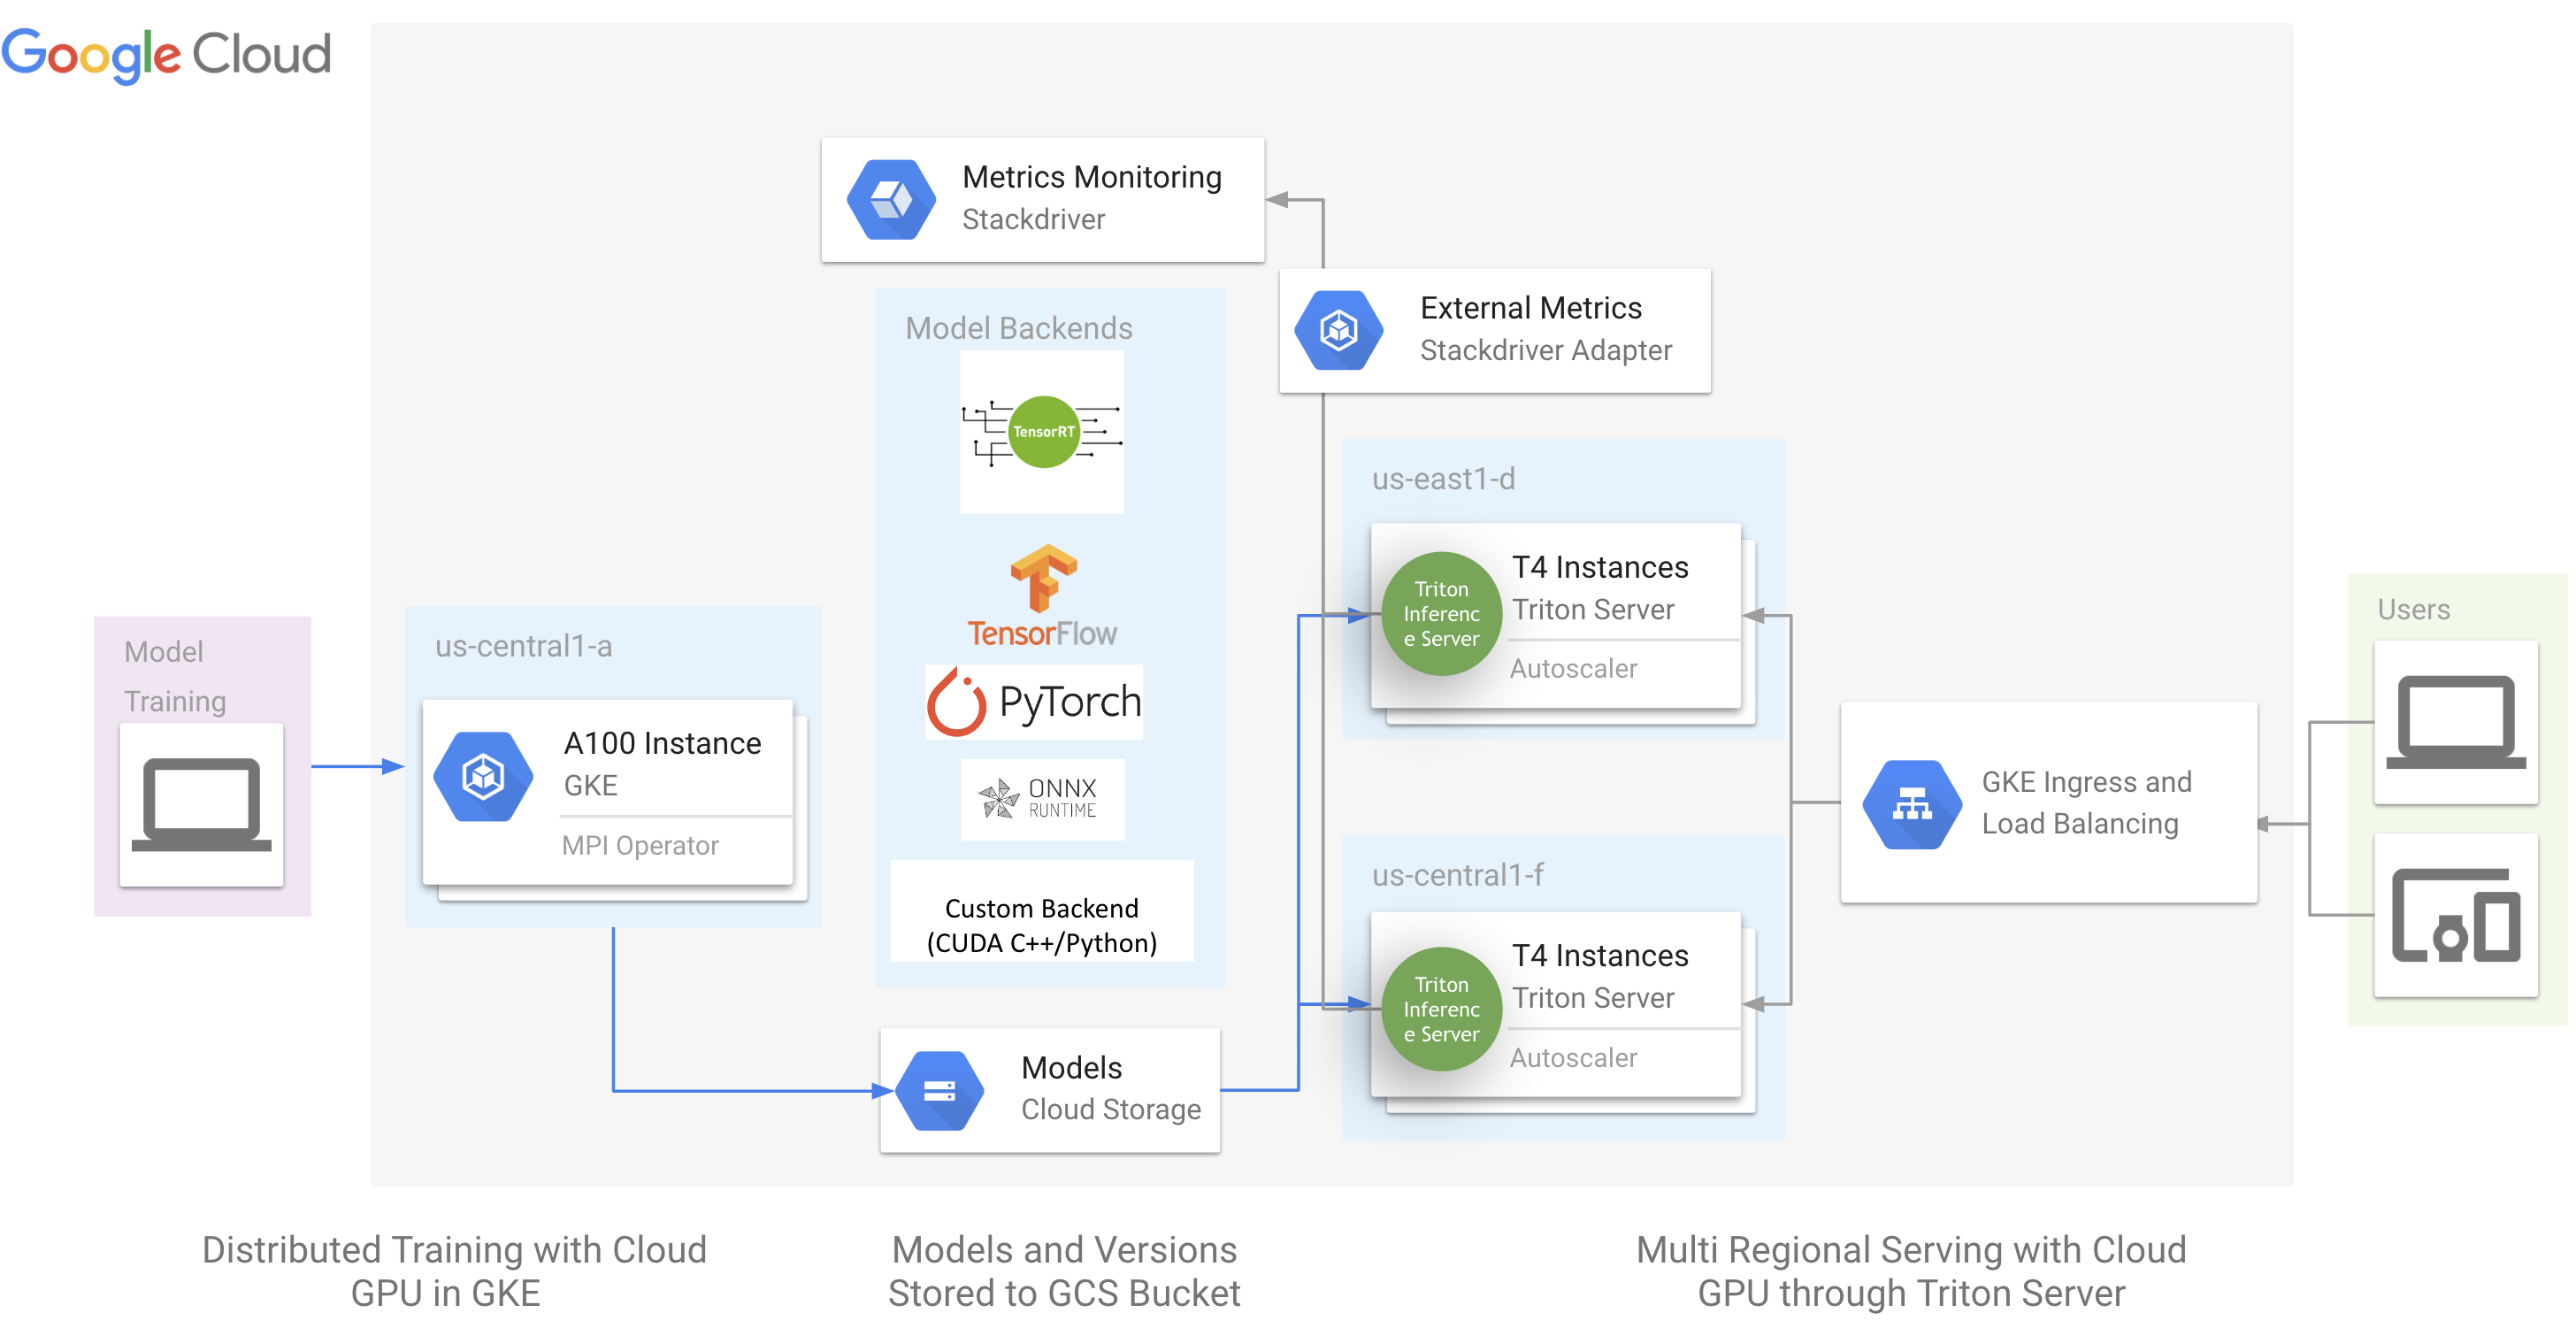 Google Cloud
Metrics Monitoring
Stackdriver
External Metrics
Stackdriver Adapter
Model Backends
TensorRT
TensorFlow
PyTorch
ONNX
RUNTIME
Custom Backend
(CUDA C++/Python)
Model
Training
us-central1-a
A100 Instance
GKE
MPI Operator
Models
Cloud Storage
us-east1-d
Triton
Inferenc
e Server
T4 Instances
Triton Server
Autoscaler
us-central1-f
Triton
Inferenc
e Server
T4 Instances
Triton Server
Autoscaler
GKE Ingress and
Load Balancing
Users
Distributed Training with Cloud
GPU in GKE
Models and Versions
Stored to GCS Bucket
Multi Regional Serving with Cloud
GPU through Triton Server